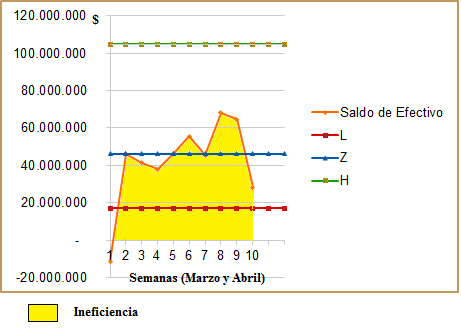 120.000.000 $
100.000.000
80.000.000
60.000.000
40.000.000
20.000.000
-
-20.000.000
1 2 3 4 5 6 7 8 9 10
Semanas (Marzo y Abril)
Saldo de Efectivo
L
Z
H
Ineficiencia